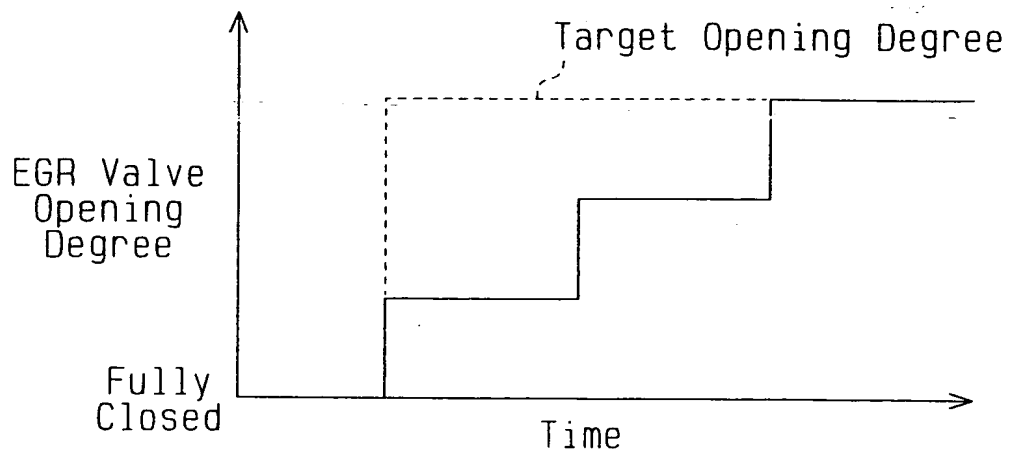 Target Opening Degree
EGR Valve
Opening
Degree
Fully
Closed
Time